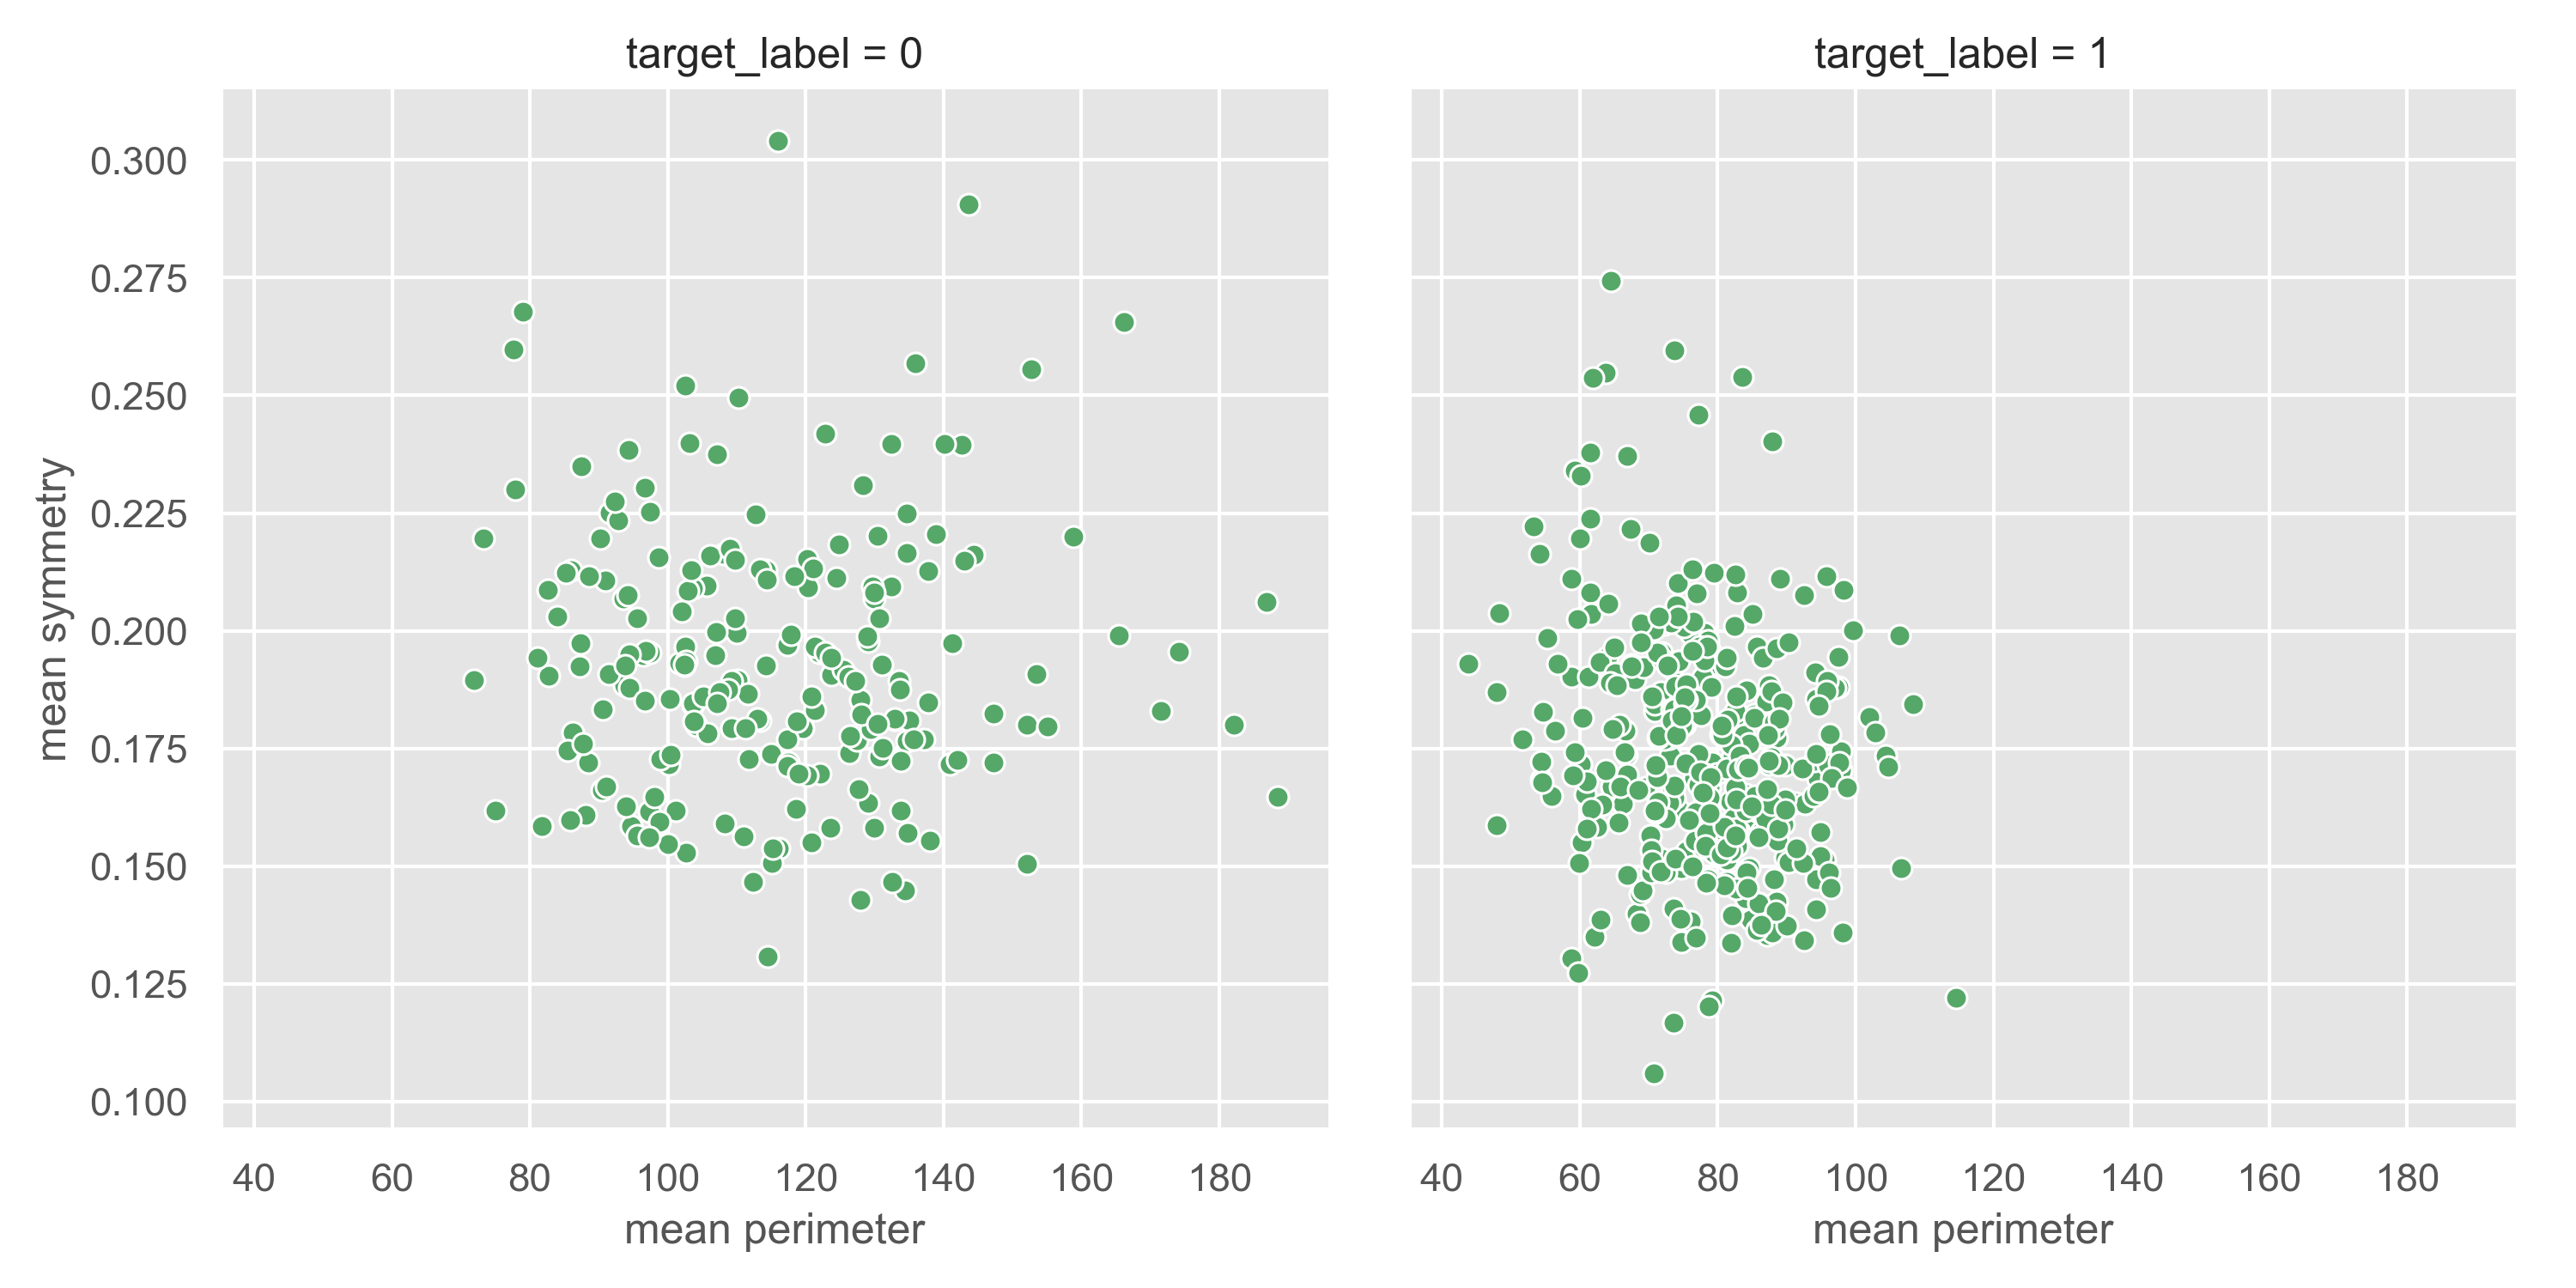 target_label = 0
target_label = 1
mean symmetry
0.300
0.275
0.250
0.225
0.200
0.175
0.150
0.125
0.100
40 60 80 100 120 140 160 180
40 60 80 100 120 140 160 180
mean perimeter
mean perimeter